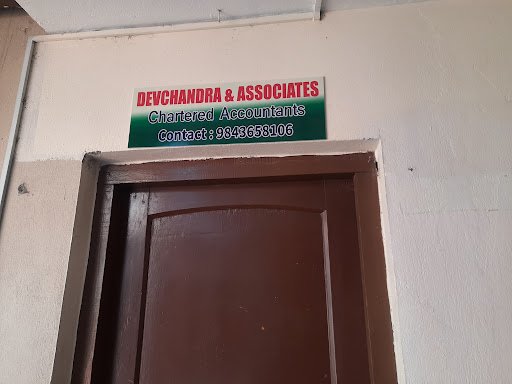 DEVCHANDRA & ASSOCIATES
Chartered Accountants
Contact : 9843658106